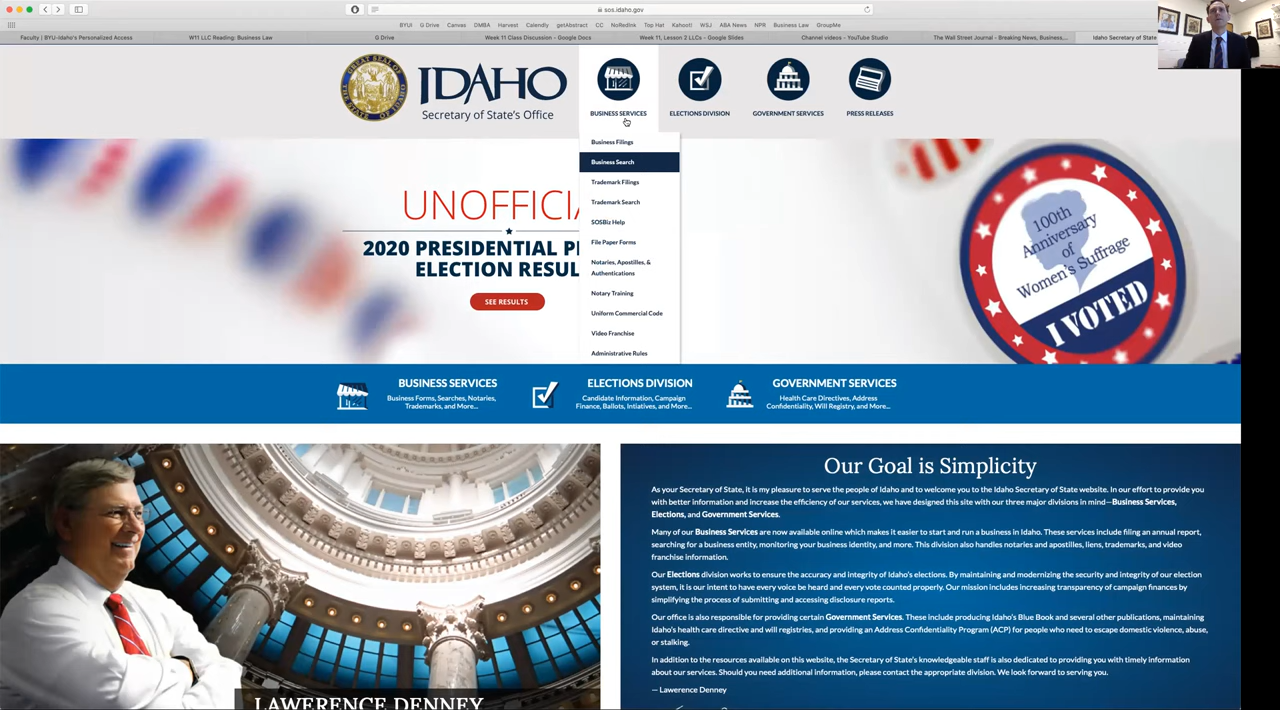 sos.idaho.gov
BYUI G Drive Canvas DMBA Harvest Calendly getAbstract CC NoRedInk Top Hat Kahoot! WSJ ABA News NPR Business Law GroupMe
Faculty | BYU-Idaho's Personalized Access
W11 LLC Reading: Business Law
G Drive
Week 11 Class Discussion - Google Docs
Week 11, Lesson 2 LLCs - Google Slides
Channel videos - YouTube Studio
The Wall Street Journal - Breaking News, Business,...
Idaho Secretary of State
IDAHO
Secretary of State's Office
BUSINESS SERVICES
ELECTIONS DIVISION
GOVERNMENT SERVICES
PRESS RELEASES
Business Filings
Business Search
Trademark Filings
Trademark Search
SOSBiz Help
File Paper Forms
Notaries, Apostilles, &
Authentications
Notary Training
Uniform Commercial Code
Video Franchise
Administrative Rules
UNOFFICI
2020 PRESIDENTIAL P
ELECTION RESUL
SEE RESULTS
100th
Anniversary
of
Women's Suffrage
I VOTED
BUSINESS SERVICES
Business Forms, Searches, Notaries,
Trademarks, and More...
ELECTIONS DIVISION
Candidate Information, Campaign
Finance, Ballots, Intiatives, and More...
GOVERNMENT SERVICES
Health Care Directives, Address
Confidentiality, Will Registry, and More...
LAWERENCE DENNEY
Our Goal is Simplicity
As your Secretary of State, it is my pleasure to serve the people of Idaho and to welcome you to the Idaho Secretary of State website. In our effort to provide you
with better information and increase the efficiency of our services, we have designed this site with our three major divisions in mind—Business Services,
Elections, and Government Services.
Many of our Business Services are now available online which makes it easier to start and run a business in Idaho. These services include filing an annual report,
searching for a business entity, monitoring your business identity, and more. This division also handles notaries and apostilles, liens, trademarks, and video
franchise information.
Our Elections division works to ensure the accuracy and integrity of Idaho's elections. By maintaining and modernizing the security and integrity of our election
system, it is our intent to have every voice be heard and every vote counted properly. Our mission includes increasing transparency of campaign finances by
simplifying the process of submitting and accessing disclosure reports.
Our office is also responsible for providing certain Government Services. These include producing Idaho's Blue Book and several other publications, maintaining
Idaho's health care directive and will registries, and providing an Address Confidentiality Program (ACP) for people who need to escape domestic violence, abuse,
or stalking.
In addition to the resources available on this website, the Secretary of State's knowledgeable staff is also dedicated to providing you with timely information
about our services. Should you need additional information, please contact the appropriate division. We look forward to serving you.
— Lawerence Denney